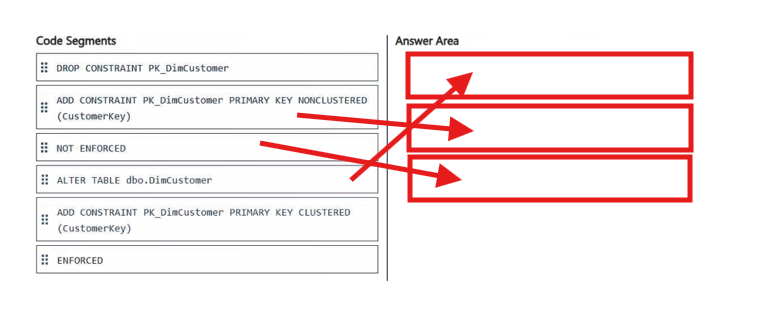 Code Segments
Answer Area
DROP CONSTRAINT PK_DimCustomer
ADD CONSTRAINT PK_DimCustomer PRIMARY KEY NONCLUSTERED
(CustomerKey)
NOT ENFORCED
ALTER TABLE dbo.DimCustomer
ADD CONSTRAINT PK_DimCustomer PRIMARY KEY CLUSTERED
(CustomerKey)
ENFORCED